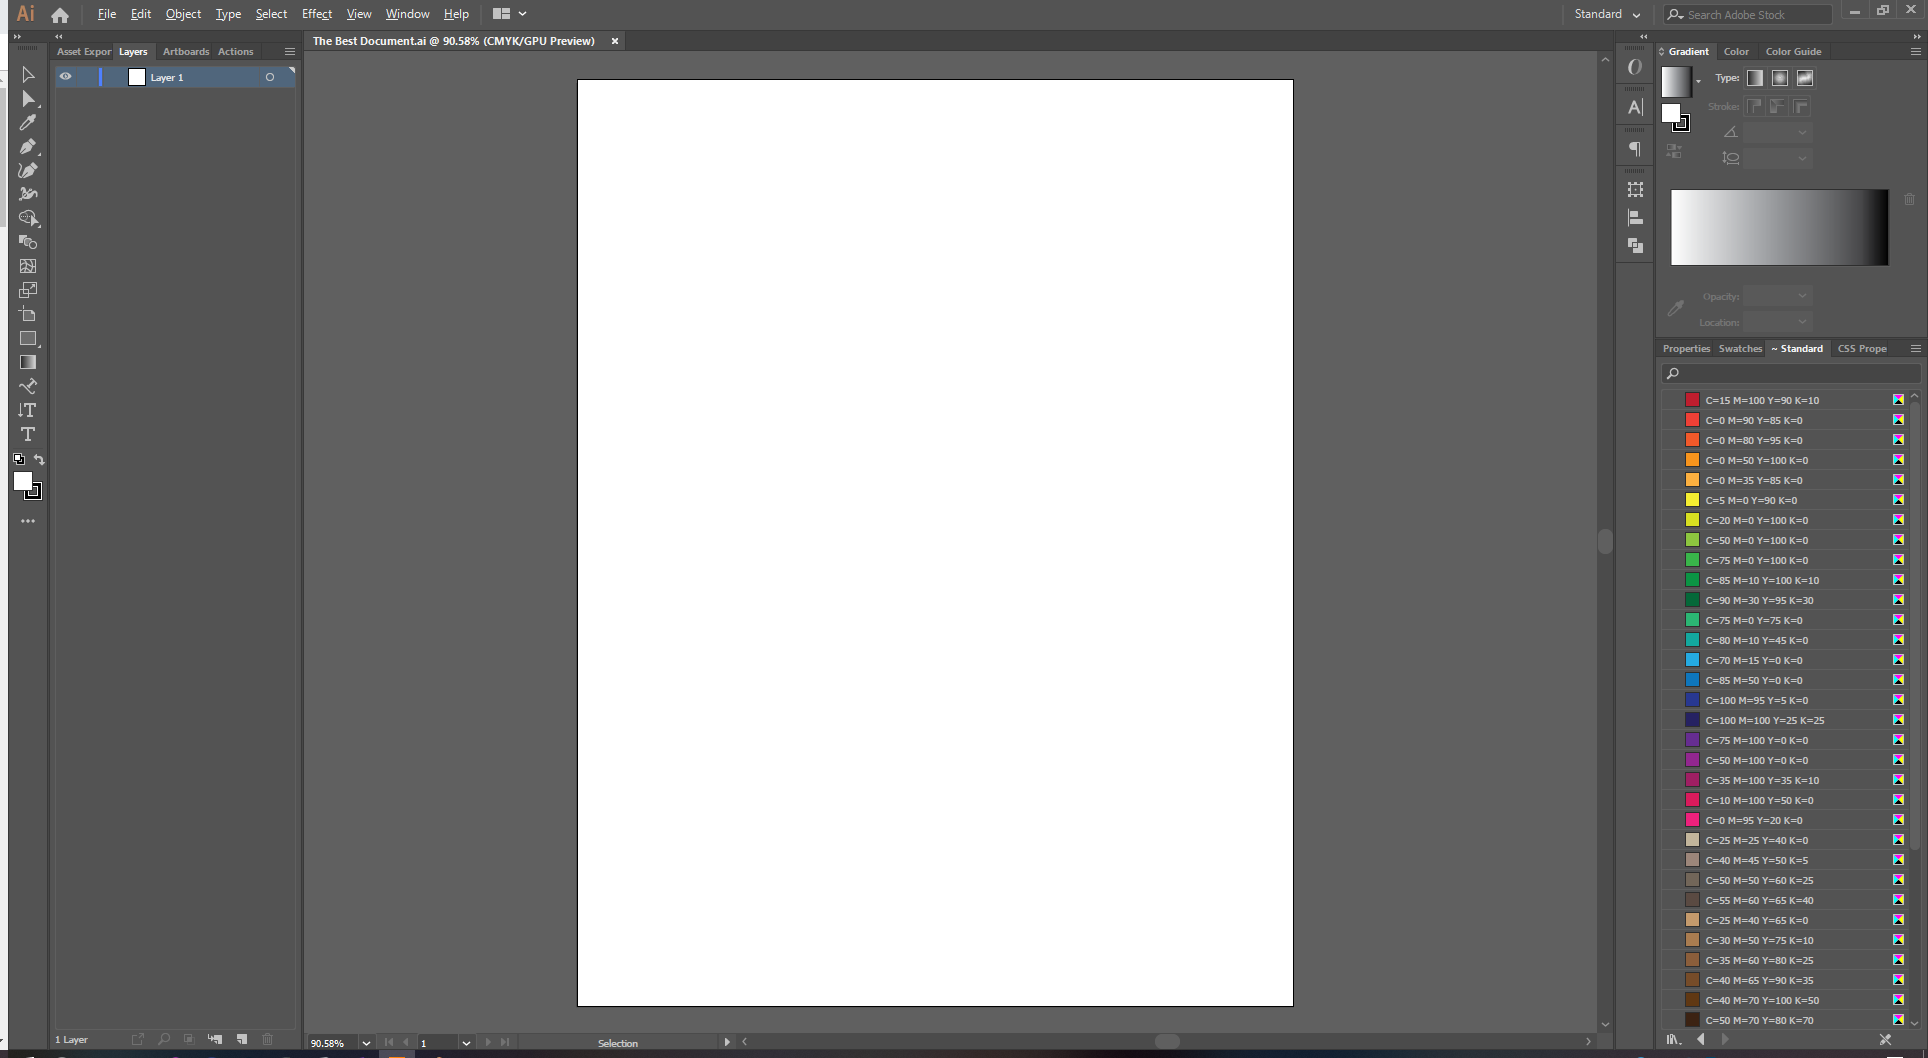 Ai File Edit Object Type Select Effect View Window Help Standard Search Adobe Stock
Asset Expor Layers Artboards Actions
Layer 1
1 Layer
The Best Document.ai @ 90.58% (CMYK/GPU Preview) ×
90.58% 1 Selection
Gradient Color Color Guide
Type:
Stroke:
Opacity:
Location:
Properties Swatches ~ Standard CSS Prope
C=15 M=100 Y=90 K=10
C=0 M=90 Y=85 K=0
C=0 M=80 Y=95 K=0
C=0 M=50 Y=100 K=0
C=0 M=35 Y=85 K=0
C=5 M=0 Y=90 K=0
C=20 M=0 Y=100 K=0
C=50 M=0 Y=100 K=0
C=75 M=0 Y=100 K=0
C=85 M=10 Y=100 K=10
C=90 M=30 Y=95 K=30
C=75 M=0 Y=75 K=0
C=80 M=10 Y=45 K=0
C=70 M=15 Y=0 K=0
C=85 M=50 Y=0 K=0
C=100 M=95 Y=5 K=0
C=100 M=100 Y=25 K=25
C=75 M=100 Y=0 K=0
C=50 M=100 Y=0 K=0
C=35 M=100 Y=35 K=10
C=10 M=100 Y=50 K=0
C=0 M=95 Y=20 K=0
C=25 M=25 Y=40 K=0
C=40 M=45 Y=50 K=5
C=50 M=50 Y=60 K=25
C=55 M=60 Y=65 K=40
C=25 M=40 Y=65 K=0
C=30 M=50 Y=75 K=10
C=35 M=60 Y=80 K=25
C=40 M=65 Y=90 K=35
C=40 M=70 Y=100 K=50
C=50 M=70 Y=80 K=70